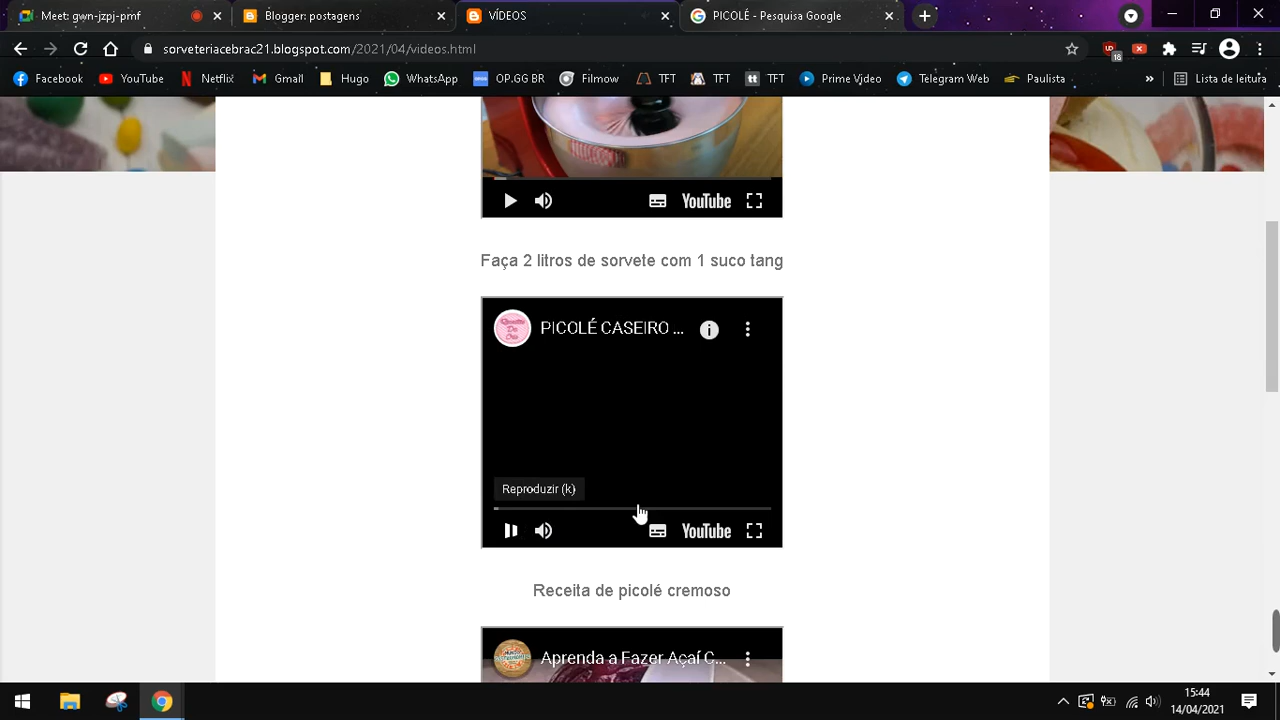 Meet: gwn-jzpj-pmf
Blogger: postagens
VÍDEOS
PICOLÉ - Pesquisa Google
sorveteriacebrac21.blogspot.com/2021/04/videos.html
18
Facebook
YouTube
Netflix
Gmail
Hugo
WhatsApp
OP.GG BR
Filmow
TFT
TFT
tt TFT
Prime Video
Telegram Web
Paulista
»
Lista de leitura
YouTube
Faça 2 litros de sorvete com 1 suco tang
PICOLÉ CASEIRO ...
Reproduzir (k)
YouTube
Receita de picolé cremoso
Aprenda a Fazer Açaí C...
15:44
14/04/2021